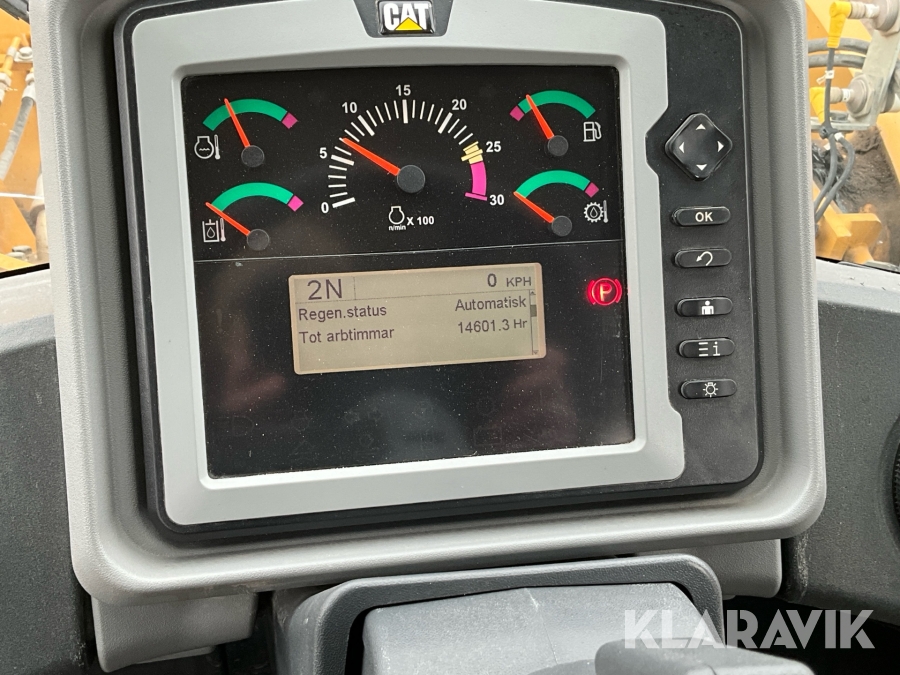 CAT
0
5
10
15
20
25
30
n/min
X 100
2N 0 KPH
Regen.status Automatisk
Tot arbtimmar 14601.3 Hr
P
OK
i
KLARAVIK